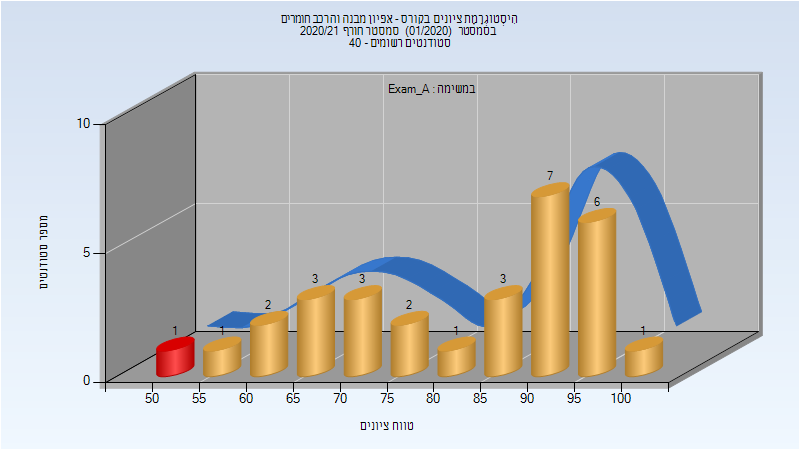 היסטוגרמת ציונים בקורס - אפיון מבנה והרכב חומרים
בסמסטר (01/2020) סמסטר חורף 2020/21
סטודנטים רשומים - 40
במשימה : Exam_A
מספר סטודנטים
10
5
0
1 1 2 3 3 2 1 3 7 6 1
50 55 60 65 70 75 80 85 90 95 100
טווח ציונים